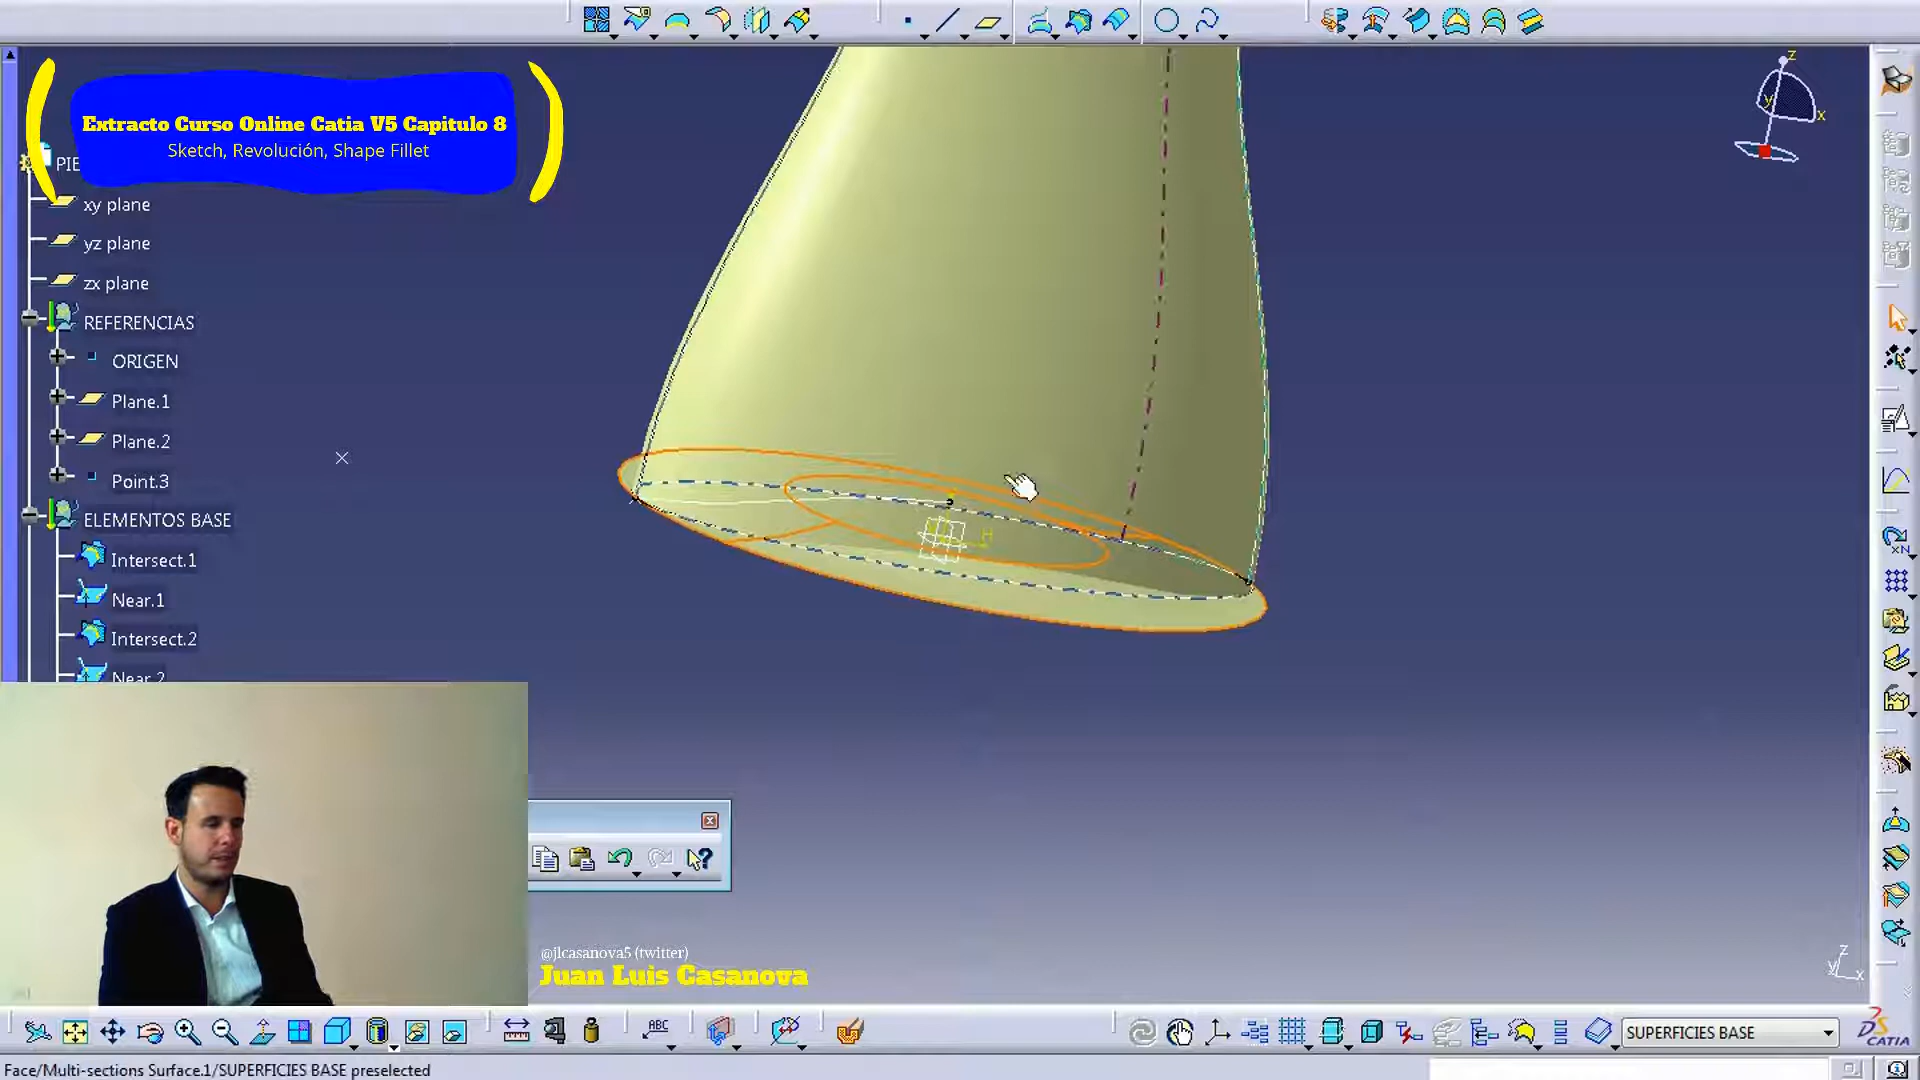 Extracto Curso Online Catia V5 Capitulo 8
Sketch, Revolución, Shape Fillet
xy plane
yz plane
zx plane
REFERENCIAS
ORIGEN
Plane.1
Plane.2
Point.3
ELEMENTOS BASE
Intersect.1
Near.1
Intersect.2
Near.2
z
y
x
H
@jlcasanova5 (twitter)
Juan Luis Casanova
z
y
x
ABC
SUPERFICIES BASE
CATIA
Face/Multi-sections Surface.1/SUPERFICIES BASE preselected